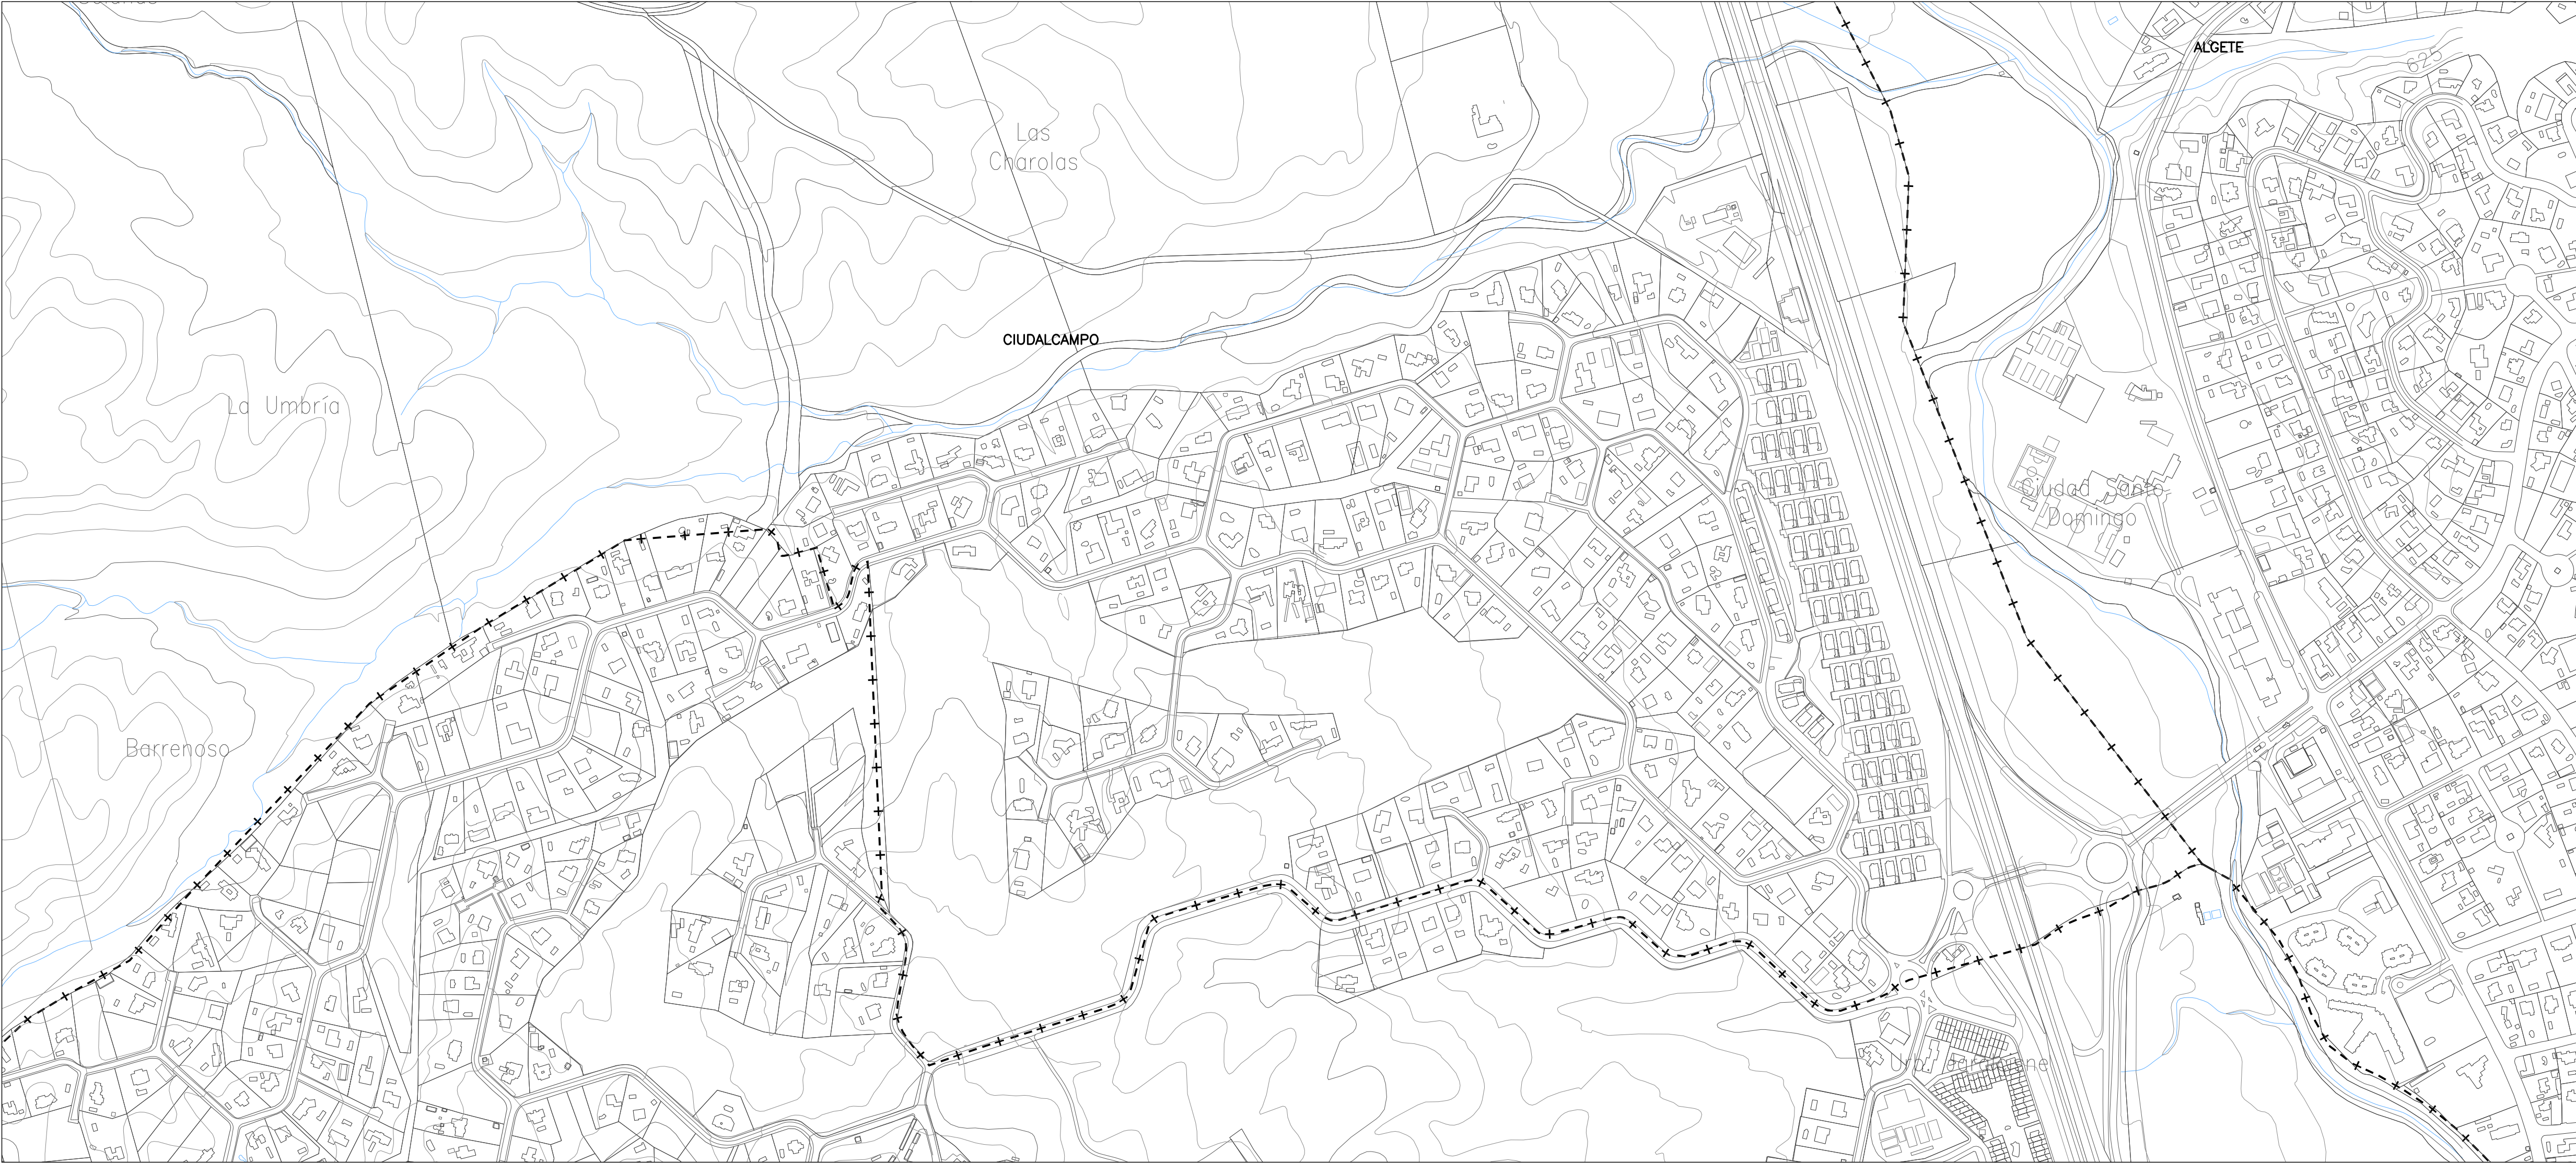 ALGETE
625
Las
Charolas
CIUDALCAMPO
La Umbría
Ciudad Santo
Domingo
Barrenoso